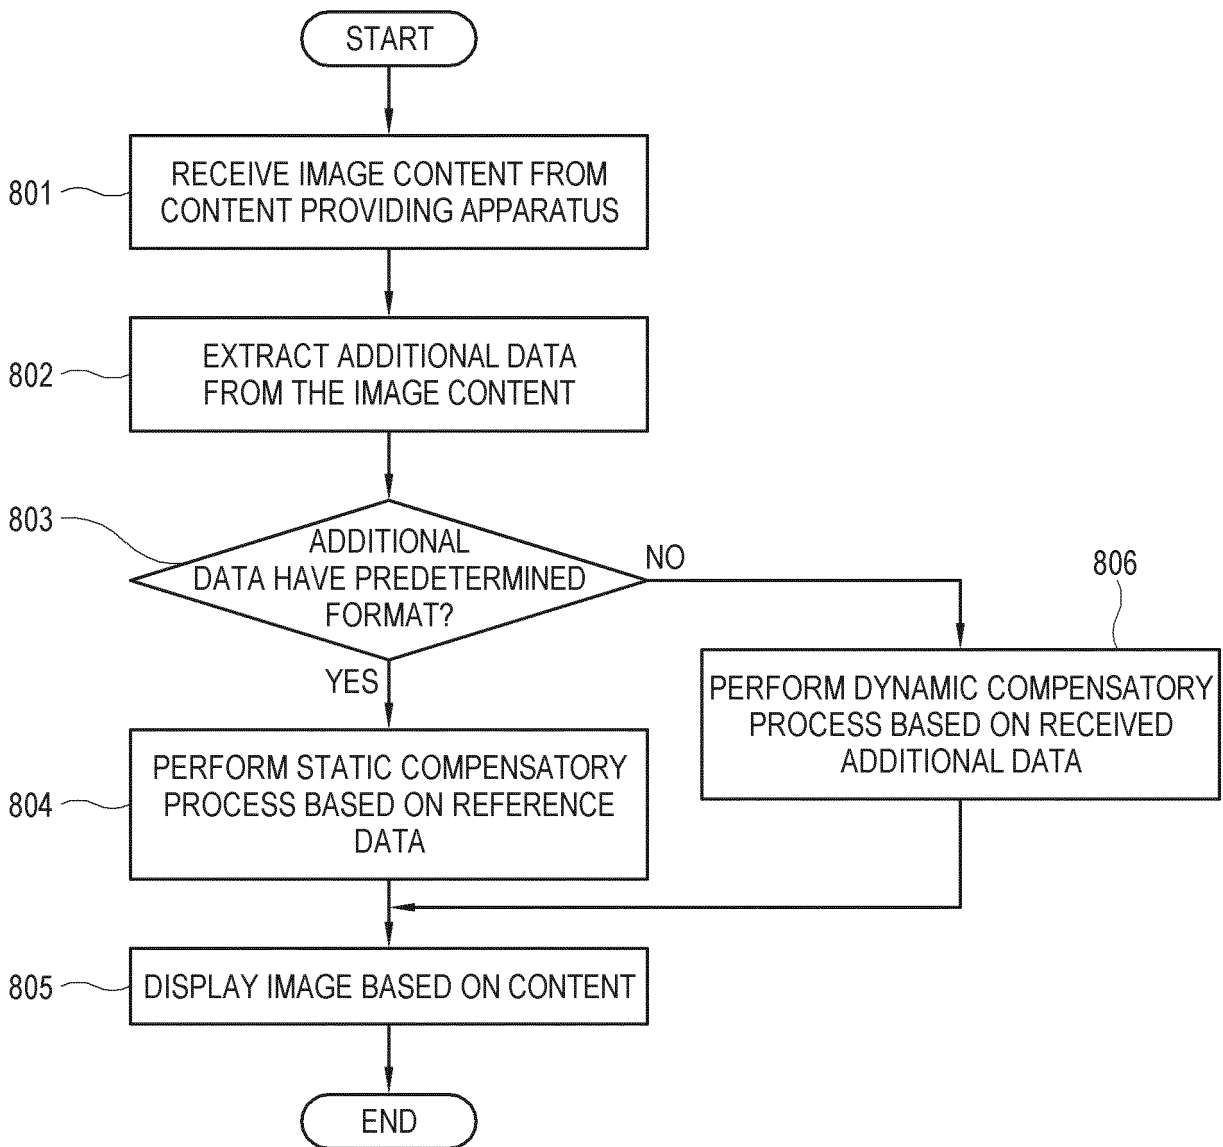 START
801
RECEIVE IMAGE CONTENT FROM
CONTENT PROVIDING APPARATUS
802
EXTRACT ADDITIONAL DATA
FROM THE IMAGE CONTENT
803
ADDITIONAL
DATA HAVE PREDETERMINED
FORMAT?
NO
YES
806
PERFORM DYNAMIC COMPENSATORY
PROCESS BASED ON RECEIVED
ADDITIONAL DATA
804
PERFORM STATIC COMPENSATORY
PROCESS BASED ON REFERENCE
DATA
805
DISPLAY IMAGE BASED ON CONTENT
END